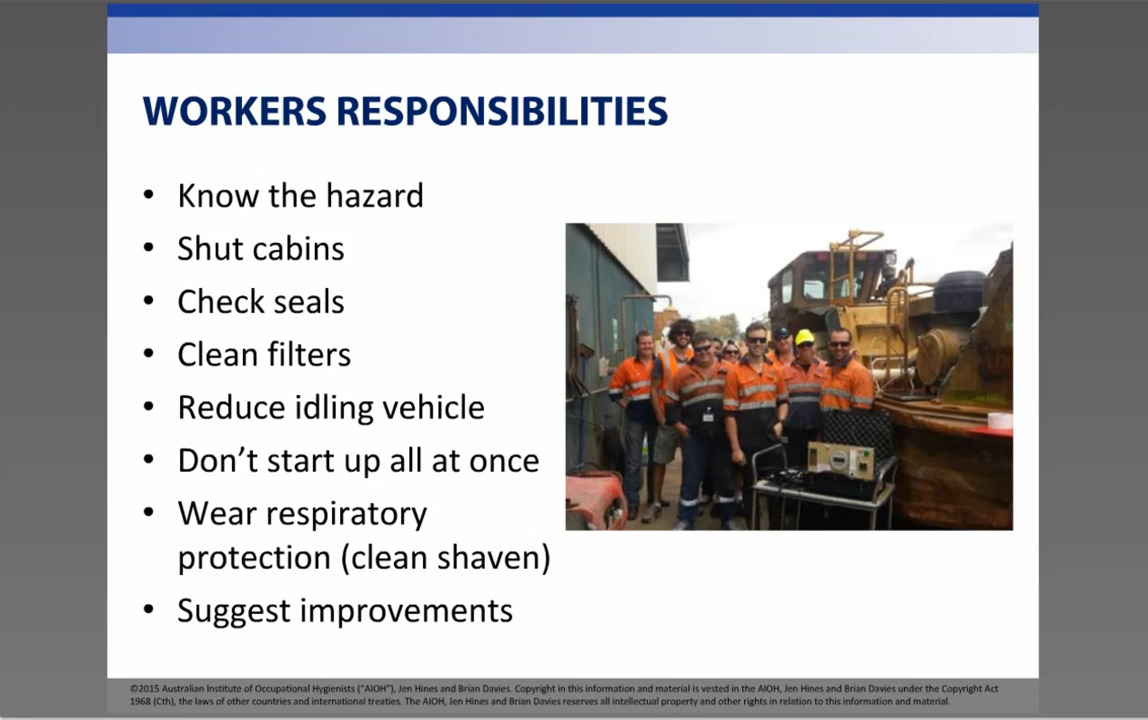 WORKERS RESPONSIBILITIES
• Know the hazard
• Shut cabins
• Check seals
• Clean filters
• Reduce idling vehicle
• Don’t start up all at once
• Wear respiratory
protection (clean shaven)
• Suggest improvements
©2015 Australian Institute of Occupational Hygienists (“AIOH”), Jen Hines and Brian Davies. Copyright in this information and material is vested in the AIOH, Jen Hines and Brian Davies under the Copyright Act
1968 (Cth), the laws of other countries and international treaties. The AIOH, Jen Hines and Brian Davies reserves all intellectual property and other rights in relation to this information and material.